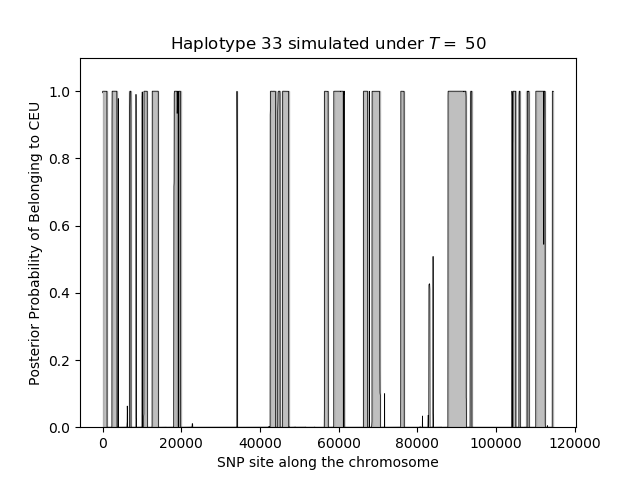 Haplotype 33 simulated under T = 50
Posterior Probability of Belonging to CEU
1.0
0.8
0.6
0.4
0.2
0.0
0 20000 40000 60000 80000 100000 120000
SNP site along the chromosome